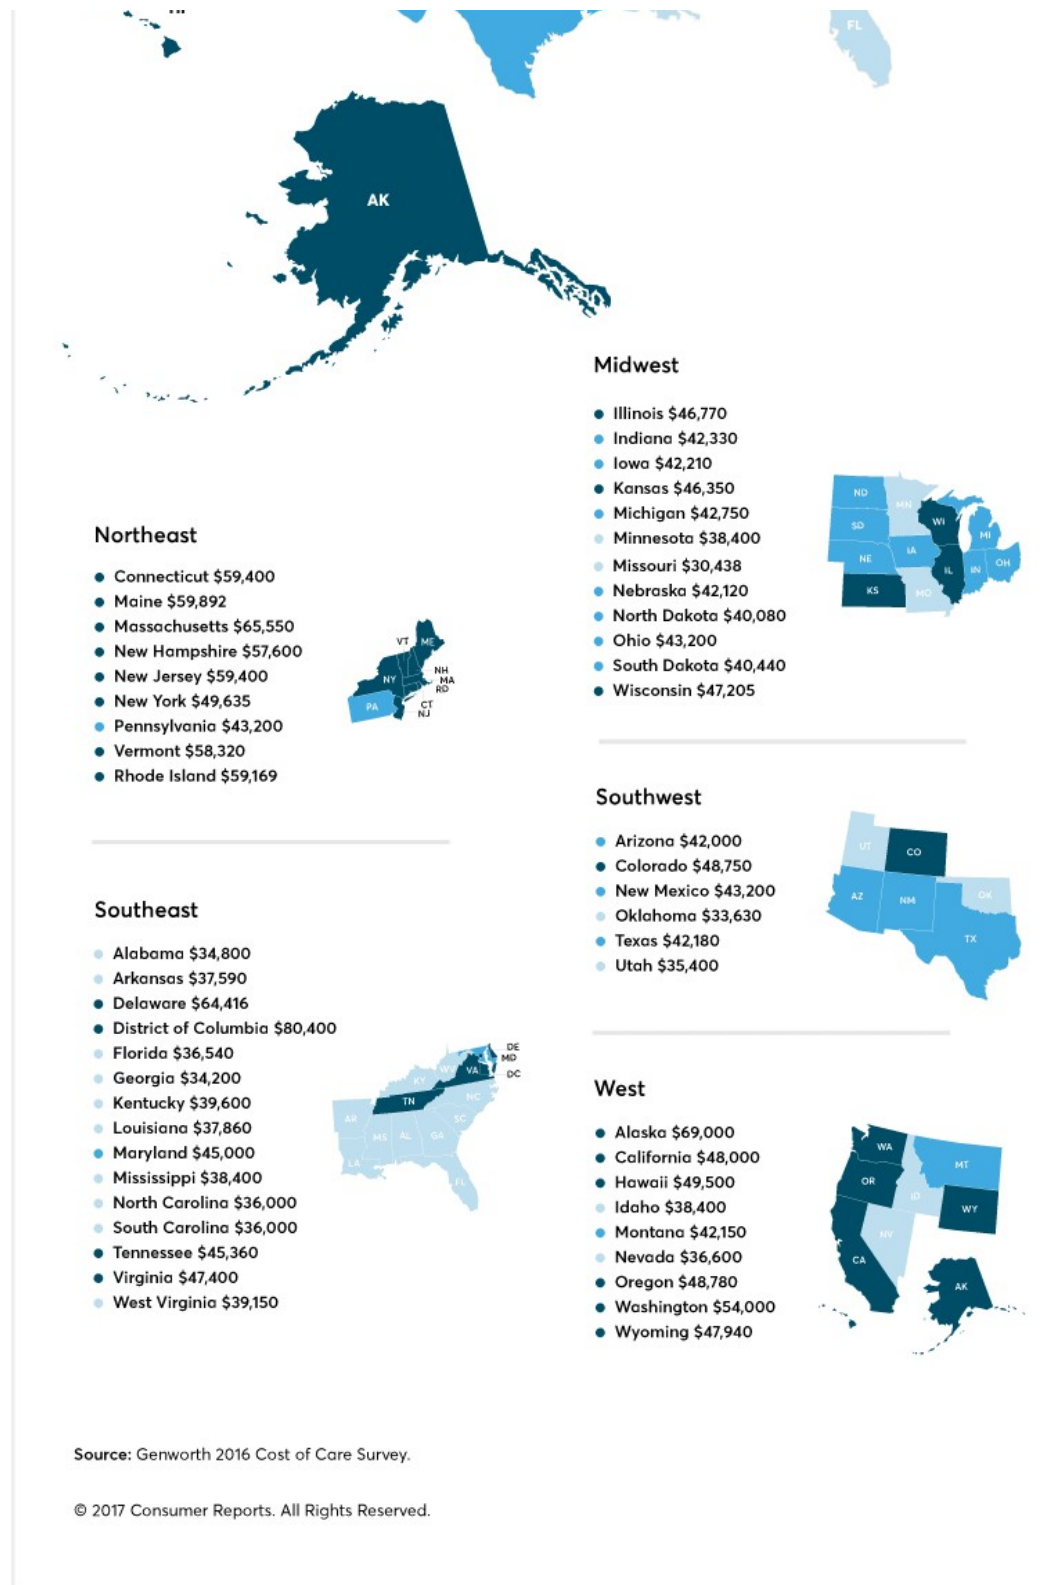 FL
AK
Midwest
Illinois $46,770
Indiana $42,330
Iowa $42,210
Kansas $46,350
Michigan $42,750
Minnesota $38,400
Missouri $30,438
Nebraska $42,120
North Dakota $40,080
Ohio $43,200
South Dakota $40,440
Wisconsin $47,205
ND
MN
SD
WI
MI
NE
IA
IL
IN
OH
KS
MO
Northeast
Connecticut $59,400
Maine $59,892
Massachusetts $65,550
New Hampshire $57,600
New Jersey $59,400
New York $49,635
Pennsylvania $43,200
Vermont $58,320
Rhode Island $59,169
VT
ME
NH
MA
RD
NY
CT
NJ
PA
Southwest
Arizona $42,000
Colorado $48,750
New Mexico $43,200
Oklahoma $33,630
Texas $42,180
Utah $35,400
UT
CO
AZ
NM
OK
TX
Southeast
Alabama $34,800
Arkansas $37,590
Delaware $64,416
District of Columbia $80,400
Florida $36,540
Georgia $34,200
Kentucky $39,600
Louisiana $37,860
Maryland $45,000
Mississippi $38,400
North Carolina $36,000
South Carolina $36,000
Tennessee $45,360
Virginia $47,400
West Virginia $39,150
DE
MD
DC
WV
VA
KY
TN
NC
AR
SC
MS
AL
GA
LA
FL
West
Alaska $69,000
California $48,000
Hawaii $49,500
Idaho $38,400
Montana $42,150
Nevada $36,600
Oregon $48,780
Washington $54,000
Wyoming $47,940
WA
MT
OR
ID
WY
NV
CA
AK
Source: Genworth 2016 Cost of Care Survey.
© 2017 Consumer Reports. All Rights Reserved.